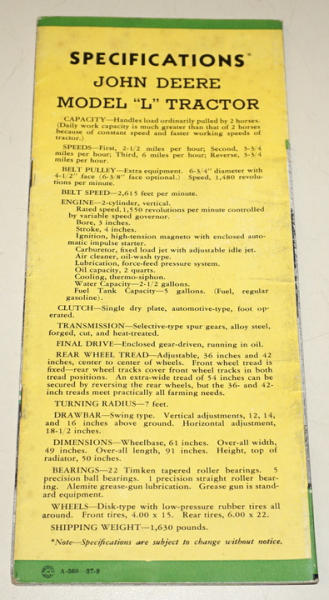 SPECIFICATIONS*
JOHN DEERE
MODEL "L" TRACTOR
CAPACITY—Handles load ordinarily pulled by 2 horses.
(Daily work capacity is much greater than that of 2 horses
because of constant speed and faster working speeds of
tractor.)
SPEEDS—First, 2-1/2 miles per hour; Second, 3-3/4
miles per hour; Third, 6 miles per hour; Reverse, 3-3/4
miles per hour.
BELT PULLEY—Extra equipment. 6-3/4" diameter with
4-1/2" face (6-3/8" face optional.) Speed, 1,480 revolu-
tions per minute.
BELT SPEED—2,615 feet per minute.
ENGINE—2-cylinder, vertical.
Rated speed, 1,550 revolutions per minute controlled
by variable speed governor.
Bore, 3 inches.
Stroke, 4 inches.
Ignition, high-tension magneto with enclosed auto-
matic impulse starter.
Carburetor, fixed load jet with adjustable idle jet.
Air cleaner, oil-wash type.
Lubrication, force-feed pressure system.
Oil capacity, 2 quarts.
Cooling, thermo-siphon.
Water Capacity—2-1/2 gallons.
Fuel Tank Capacity—5 gallons. (Fuel, regular
gasoline).
CLUTCH—Single dry plate, automotive-type, foot op-
erated.
TRANSMISSION—Selective-type spur gears, alloy steel,
forged, cut, and heat-treated.
FINAL DRIVE—Enclosed gear-driven, running in oil.
REAR WHEEL TREAD—Adjustable, 36 inches and 42
inches, center to center of wheels. Front wheel tread is
fixed—rear wheel tracks cover front wheel tracks in both
tread positions. An extra-wide tread of 54 inches can be
secured by reversing the rear wheels, but the 36- and 42-
inch treads meet practically all farming needs.
TURNING RADIUS—7 feet.
DRAWBAR—Swing type. Vertical adjustments, 12, 14,
and 16 inches above ground. Horizontal adjustment,
18-1/2 inches.
DIMENSIONS—Wheelbase, 61 inches. Over-all width,
49 inches. Over-all length, 91 inches. Height, top of
radiator, 50 inches.
BEARINGS—22 Timken tapered roller bearings. 5
precision ball bearings. 1 precision straight roller bear-
ing. Alemite grease-gun lubrication. Grease gun is stand-
ard equipment.
WHEELS—Disk-type with low-pressure rubber tires all
around. Front tires, 4.00 x 15. Rear tires, 6.00 x 22.
SHIPPING WEIGHT—1,630 pounds.
*Note—Specifications are subject to change without notice.